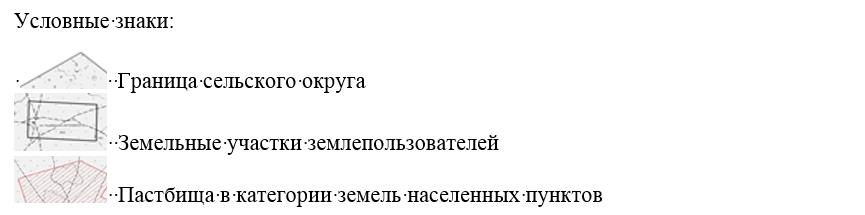 Условные знаки:
Граница сельского округа
Земельные участки землепользователей
Пастбища в категории земель населенных пунктов